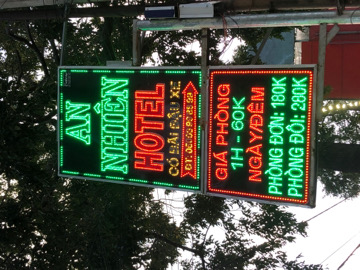 AN
NHIÊN
HOTEL
CÓ BÃI ĐẬU XE
GIÁ PHÒNG
1H - 60K
NGÀY/ĐÊM
PHÒNG ĐƠN: 180K
PHÒNG ĐÔI: 280K